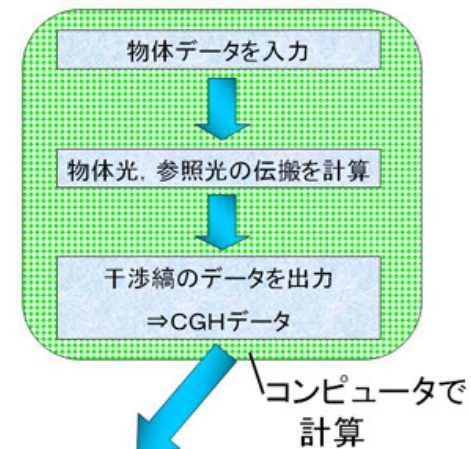 物体データを入力
物体光，参照光の伝搬を計算
干渉縞のデータを出力
⇒CGHデータ
コンピュータで
計算